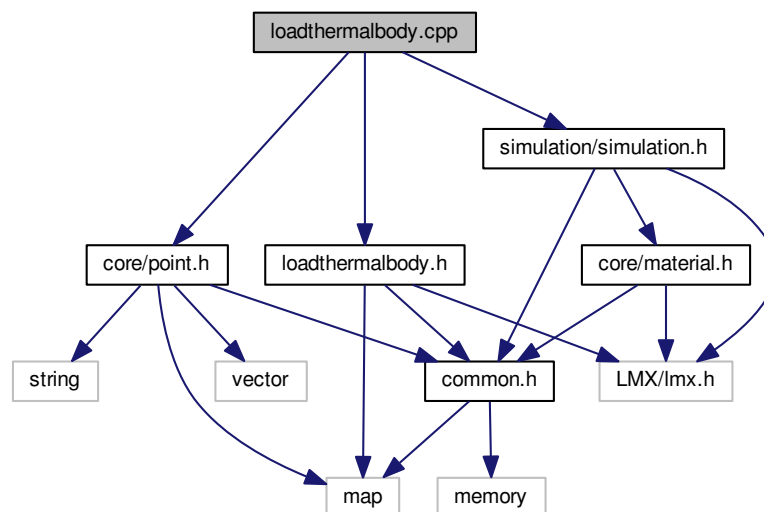 loadthermalbody.cpp
simulation/simulation.h
core/point.h
loadthermalbody.h
core/material.h
string
vector
common.h
LMX/lmx.h
map
memory